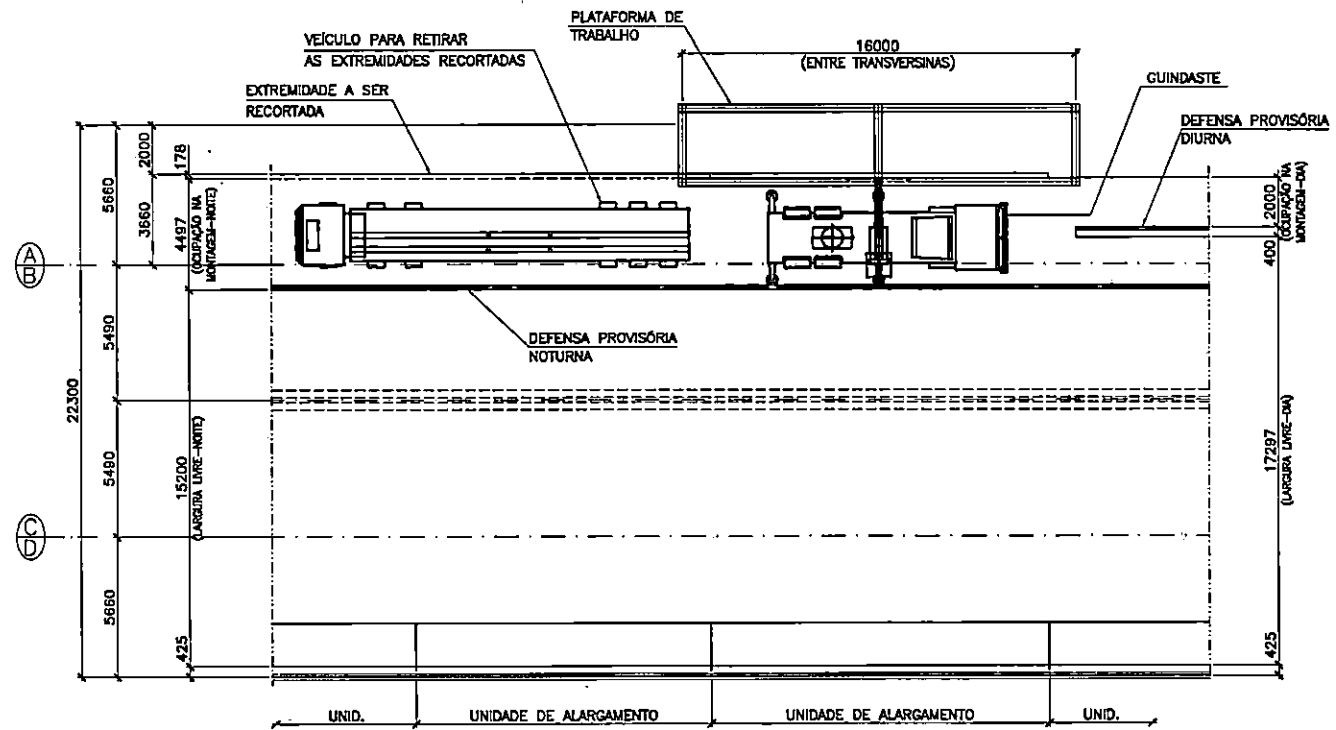 PLATAFORMA DE
TRABALHO
VEÍCULO PARA RETIRAR
AS EXTREMIDADES RECORTADAS
16000
(ENTRE TRANSVERSINAS)
GUINDASTE
EXTREMIDADE A SER
RECORTADA
DEFENSA PROVISÓRIA
DIURNA
22300
5660
5490
5490
5660
2000
3660
178
4497
(OCUPAÇÃO NA
MONTAGEM-NOITE)
15200
(LARGURA LIVRE-NOITE)
425
A
B
C
D
DEFENSA PROVISÓRIA
NOTURNA
2000
(OCUPAÇÃO NA
MONTAGEM-DIA)
400
17297
(LARGURA LIVRE-DIA)
425
UNID.
UNIDADE DE ALARGAMENTO
UNIDADE DE ALARGAMENTO
UNID.